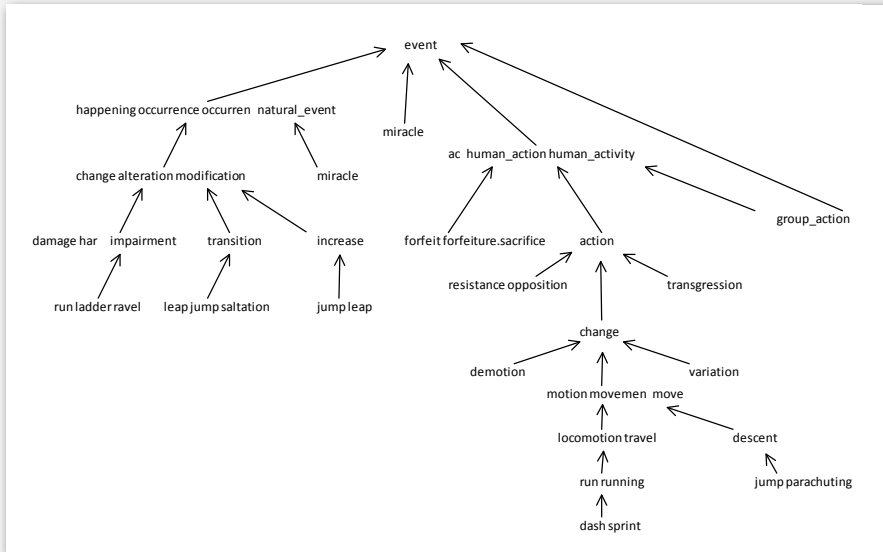 event
happening occurrence occurren natural_event
miracle
ac human_action human_activity
change alteration modification
miracle
group_action
damage har impairment
transition
increase
forfeit forfeiture.sacrifice
action
resistance opposition
transgression
run ladder ravel
leap jump saltation
jump leap
change
demotion
variation
motion movemen move
locomotion travel
descent
run running
jump parachuting
dash sprint